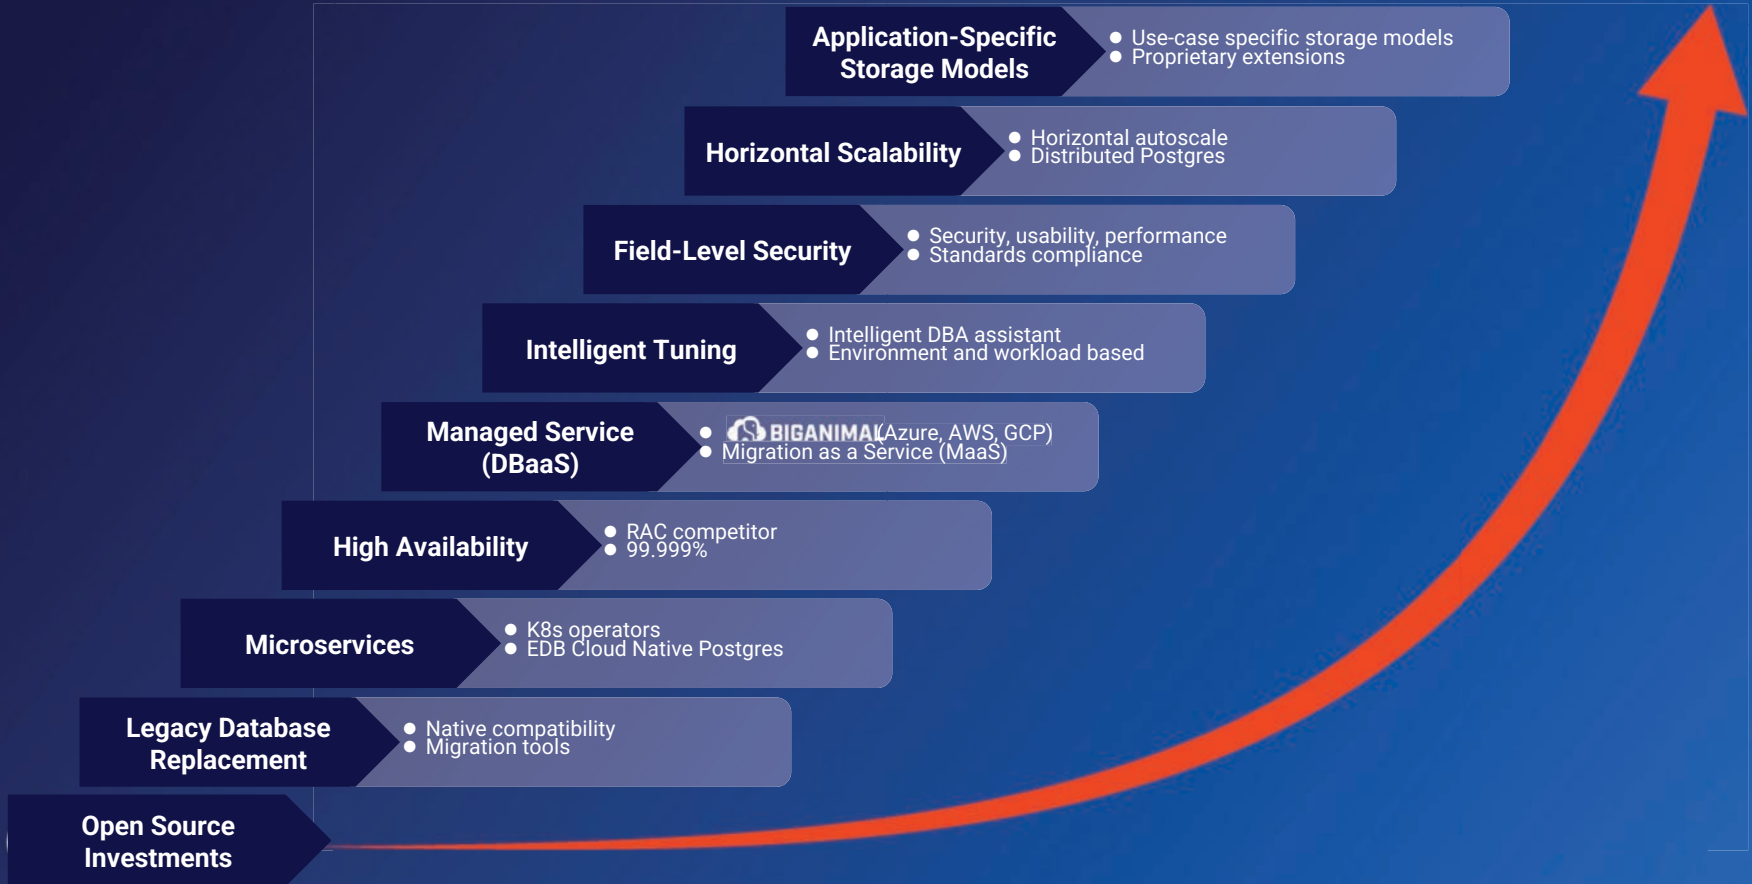 Application-Specific
Storage Models
Use-case specific storage models
Proprietary extensions
Horizontal Scalability
Horizontal autoscale
Distributed Postgres
Field-Level Security
Security, usability, performance
Standards compliance
Intelligent Tuning
Intelligent DBA assistant
Environment and workload based
Managed Service
(DBaaS)
BIGANIMAL(Azure, AWS, GCP)
Migration as a Service (MaaS)
High Availability
RAC competitor
99.999%
Microservices
K8s operators
EDB Cloud Native Postgres
Legacy Database
Replacement
Native compatibility
Migration tools
Open Source
Investments